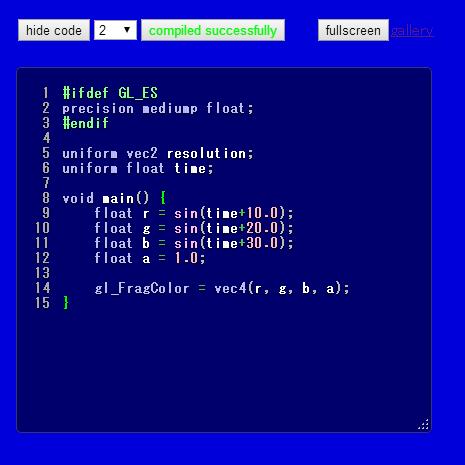 hide code 2 compiled successfully fullscreen gallery
1 #ifdef GL_ES
2 precision mediump float;
3 #endif
4
5 uniform vec2 resolution;
6 uniform float time;
7
8 void main() {
9     float r = sin(time+10.0);
10     float g = sin(time+20.0);
11     float b = sin(time+30.0);
12     float a = 1.0;
13
14     gl_FragColor = vec4(r, g, b, a);
15 }